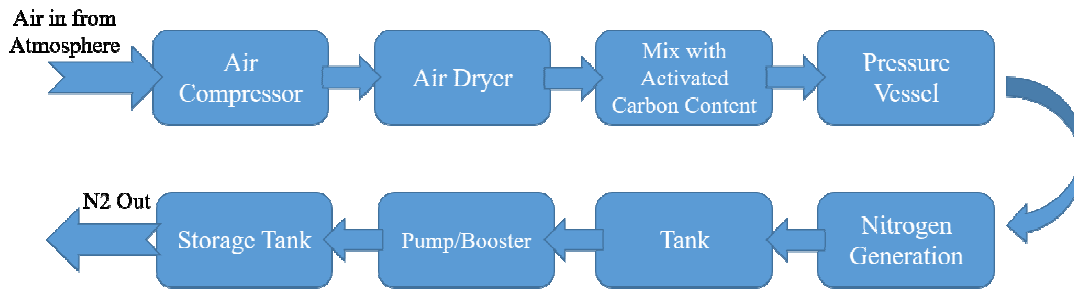 Air in from
Atmosphere
Air
Compressor
Air Dryer
Mix with
Activated
Carbon Content
Pressure
Vessel
N2 Out
Storage Tank
Pump/Booster
Tank
Nitrogen
Generation